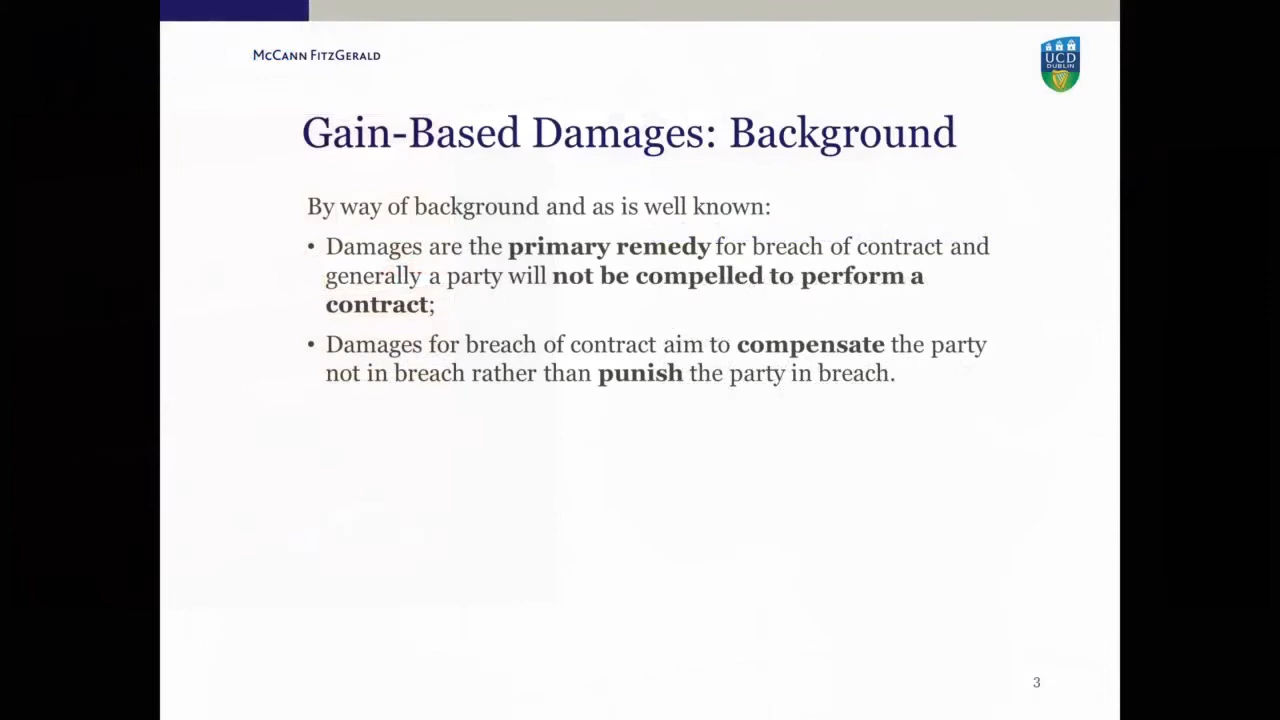 McCann FitzGerald
UCD
DUBLIN
Gain-Based Damages: Background
By way of background and as is well known:
• Damages are the primary remedy for breach of contract and
generally a party will not be compelled to perform a
contract;
• Damages for breach of contract aim to compensate the party
not in breach rather than punish the party in breach.
3